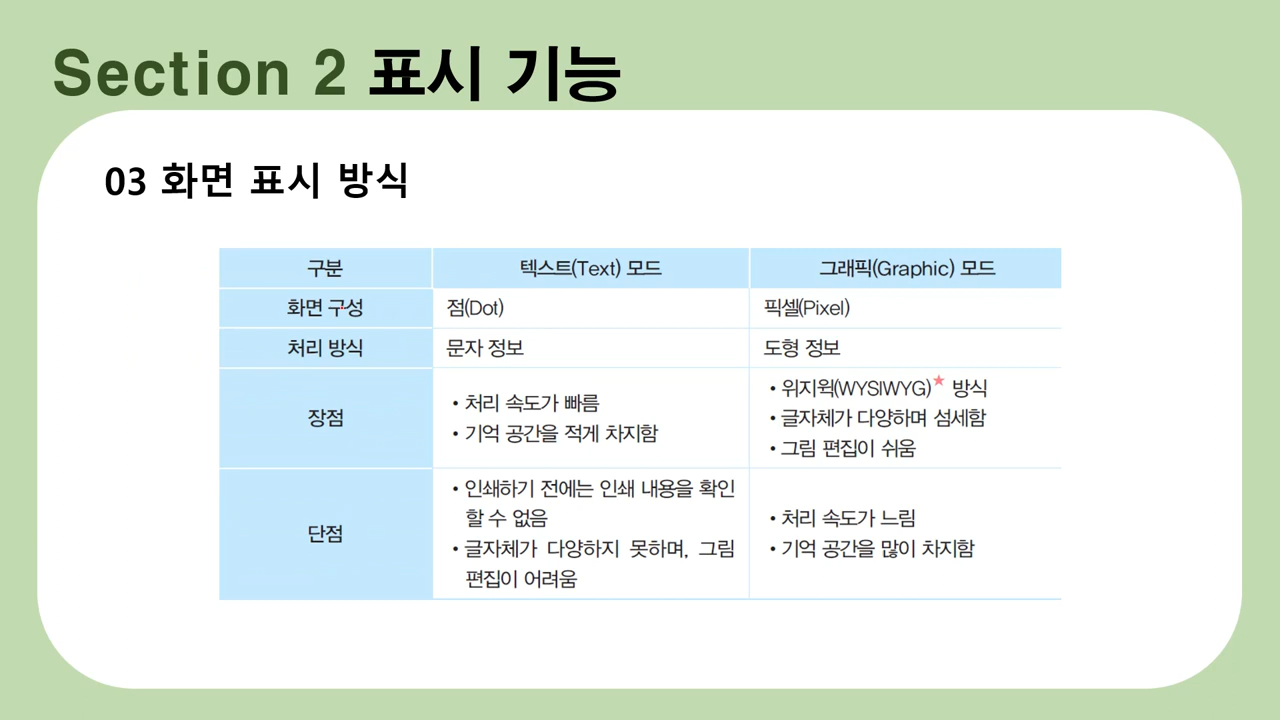 Section 2 표시 기능
03 화면 표시 방식
구분 텍스트(Text) 모드 그래픽(Graphic) 모드
화면 구성 점(Dot) 픽셀(Pixel)
처리 방식 문자 정보 도형 정보
장점
• 처리 속도가 빠름
• 기억 공간을 적게 차지함
• 위지윅(WYSIWYG)★ 방식
• 글자체가 다양하며 섬세함
• 그림 편집이 쉬움
단점
• 인쇄하기 전에는 인쇄 내용을 확인
할 수 없음
• 글자체가 다양하지 못하며, 그림
편집이 어려움
• 처리 속도가 느림
• 기억 공간을 많이 차지함